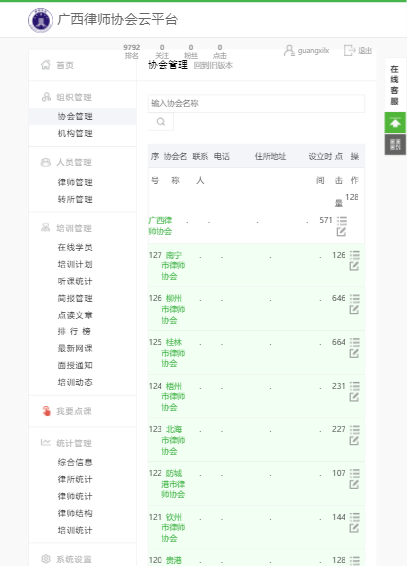 广西律师协会云平台
9792 0 0 0
排名 关注 粉丝 点击
guangxilx 退出
首页
协会管理 回到旧版本
组织管理
协会管理
机构管理
人员管理
律师管理
转所管理
培训管理
在线学员
培训计划
听课统计
简报管理
点读文章
排 行 榜
最新网课
面授通知
培训动态
我要点课
统计管理
综合信息
律所统计
律师统计
律师结构
培训统计
系统设置
输入协会名称
序号 协会名称 联系人 电话 住所地址 设立时间 点击量 操作
128 广西律师协会 . . . . 571
127 南宁市律师协会 . . . . 126
126 柳州市律师协会 . . . . 646
125 桂林市律师协会 . . . . 664
124 梧州市律师协会 . . . . 231
123 北海市律师协会 . . . . 227
122 防城港市律师协会 . . . . 107
121 钦州市律师协会 . . . . 144
120 贵港 . . . . 128
在线客服